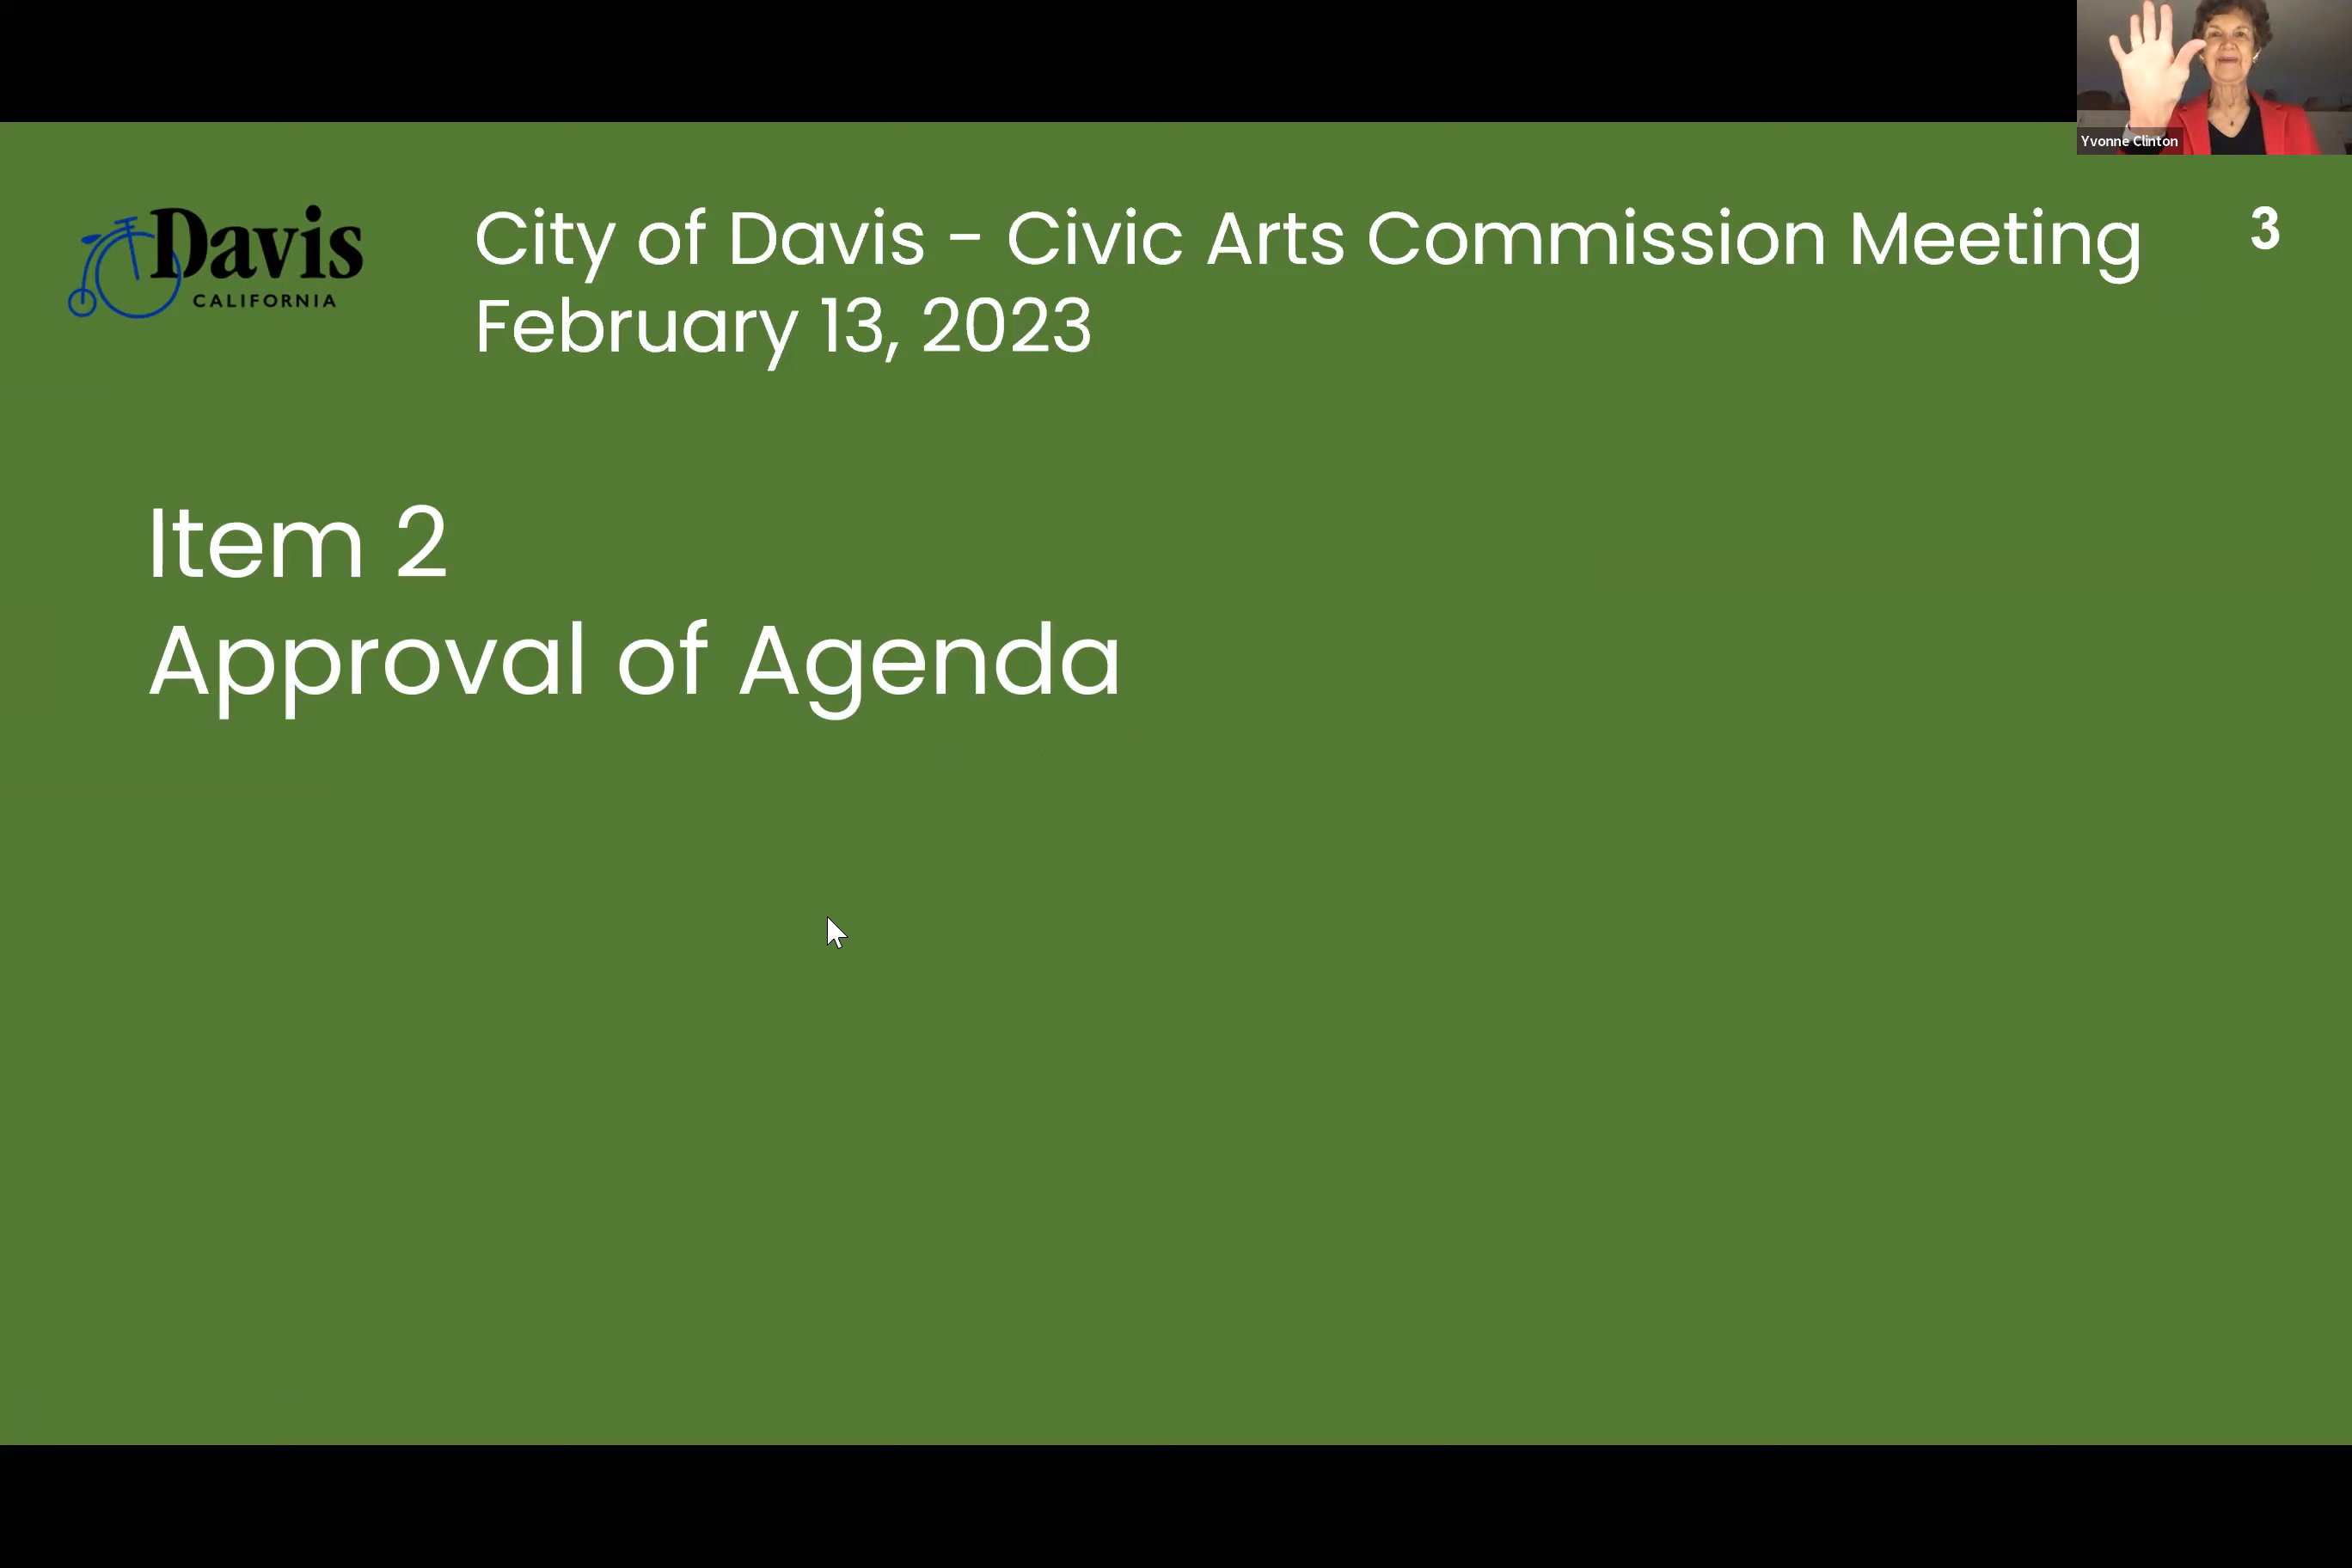 Yvonne Clinton
Davis
CALIFORNIA
City of Davis - Civic Arts Commission Meeting
February 13, 2023
3
Item 2
Approval of Agenda